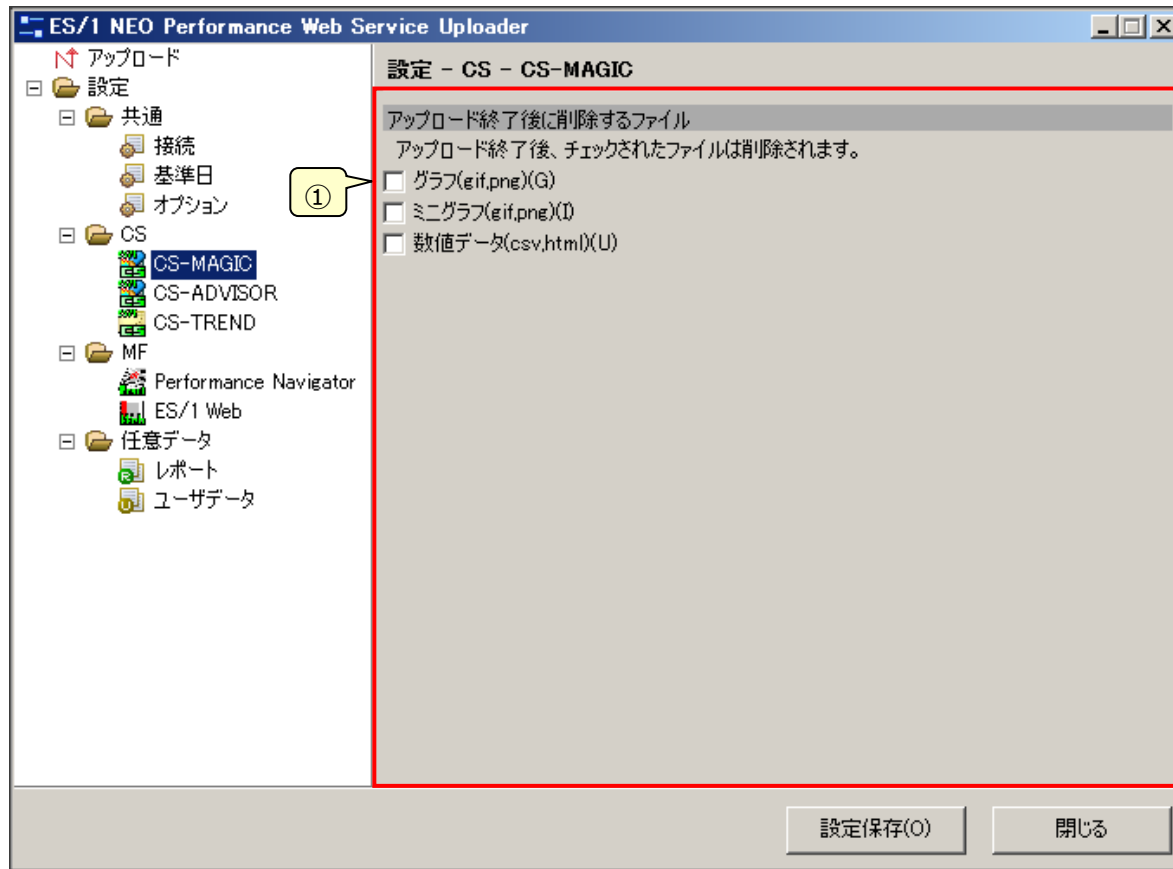 ES/1 NEO Performance Web Service Uploader
アップロード
設定
共通
接続
基準日
オプション
CS
CS-MAGIC
CS-ADVISOR
CS-TREND
MF
Performance Navigator
ES/1 Web
任意データ
レポート
ユーザデータ
設定 - CS - CS-MAGIC
アップロード終了後に削除するファイル
アップロード終了後、チェックされたファイルは削除されます。
①
グラフ(gif,png)(G)
ミニグラフ(gif,png)(I)
数値データ(csv,html)(U)
設定保存(O)
閉じる